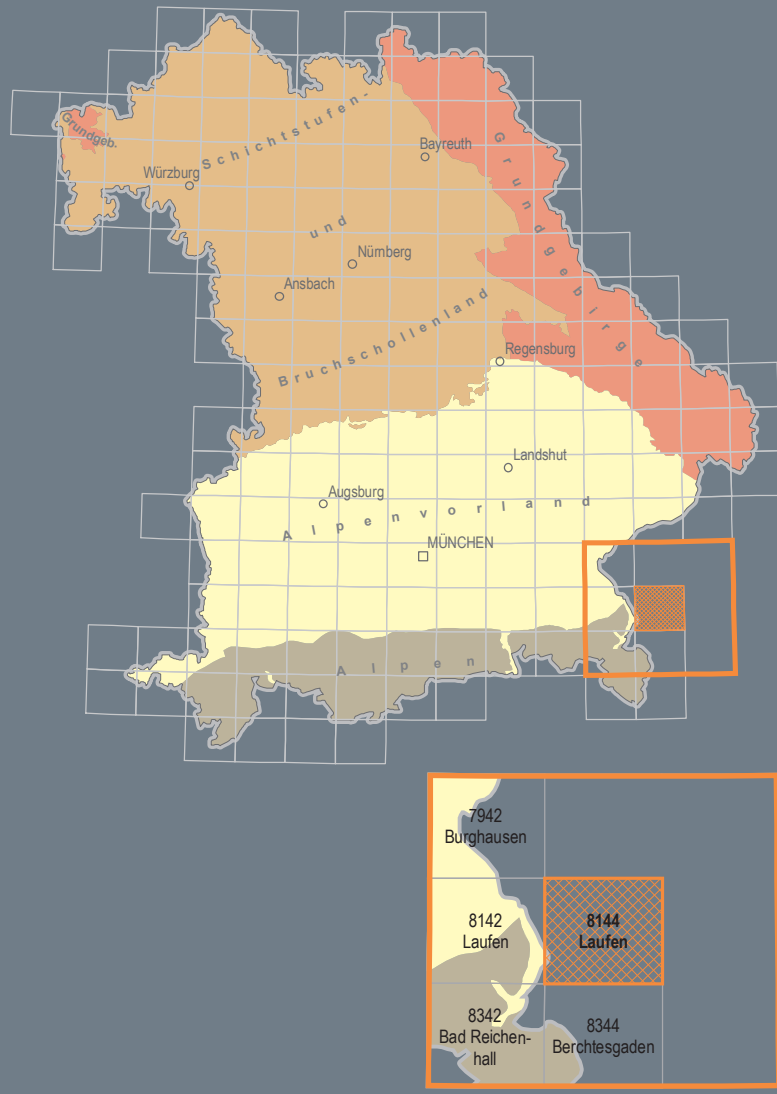 Grundgeb.
Schichtstufen-
Bayreuth
Würzburg
Grundgebirge
und
Nürnberg
Ansbach
Bruchschollenland
Regensburg
Landshut
Augsburg
Alpenvorland
MÜNCHEN
Alpen
7942
Burghausen
8142
Laufen
8144
Laufen
8342
Bad Reichen-
hall
8344
Berchtesgaden